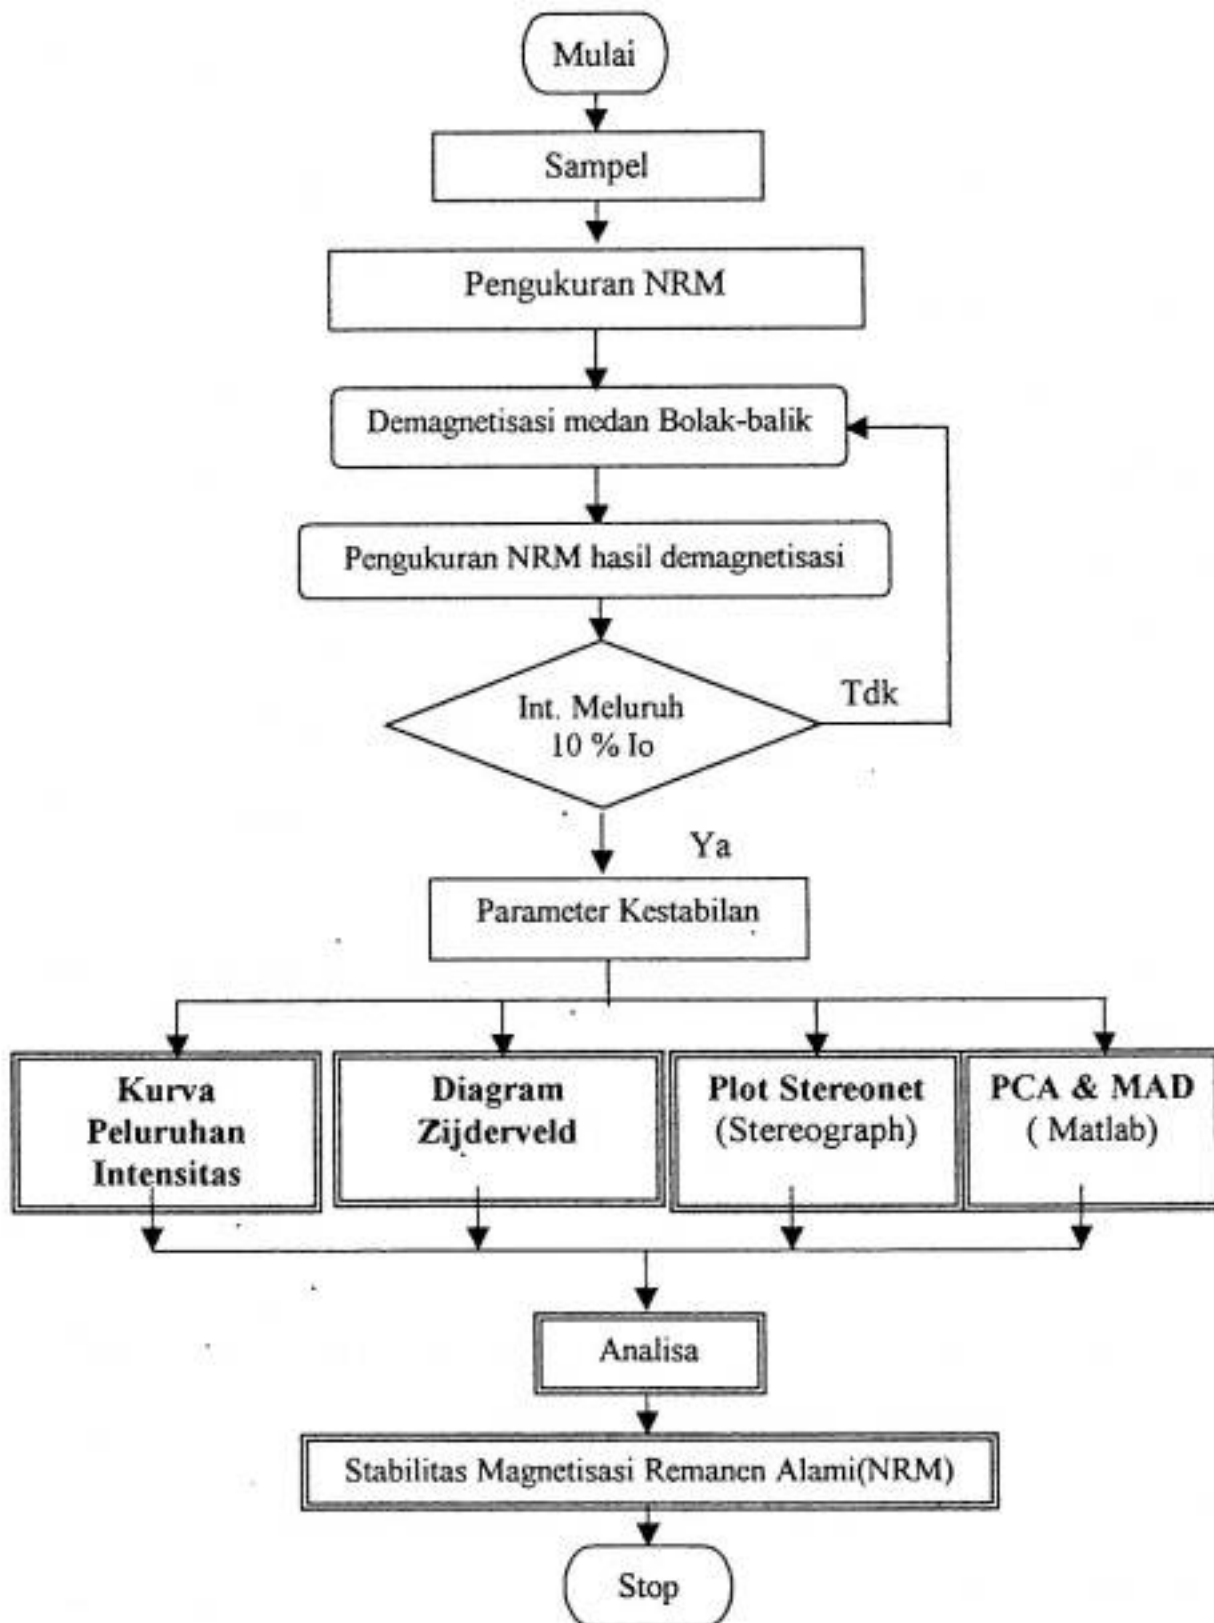 Mulai
Sampel
Pengukuran NRM
Demagnetisasi medan Bolak-balik
Pengukuran NRM hasil demagnetisasi
Int. Meluruh
10 % Io
Tdk
Ya
Parameter Kestabilan
Kurva
Peluruhan
Intensitas
Diagram
Zijderveld
Plot Stereonet
(Stereograph)
PCA & MAD
( Matlab)
Analisa
Stabilitas Magnetisasi Remanen Alami(NRM)
Stop